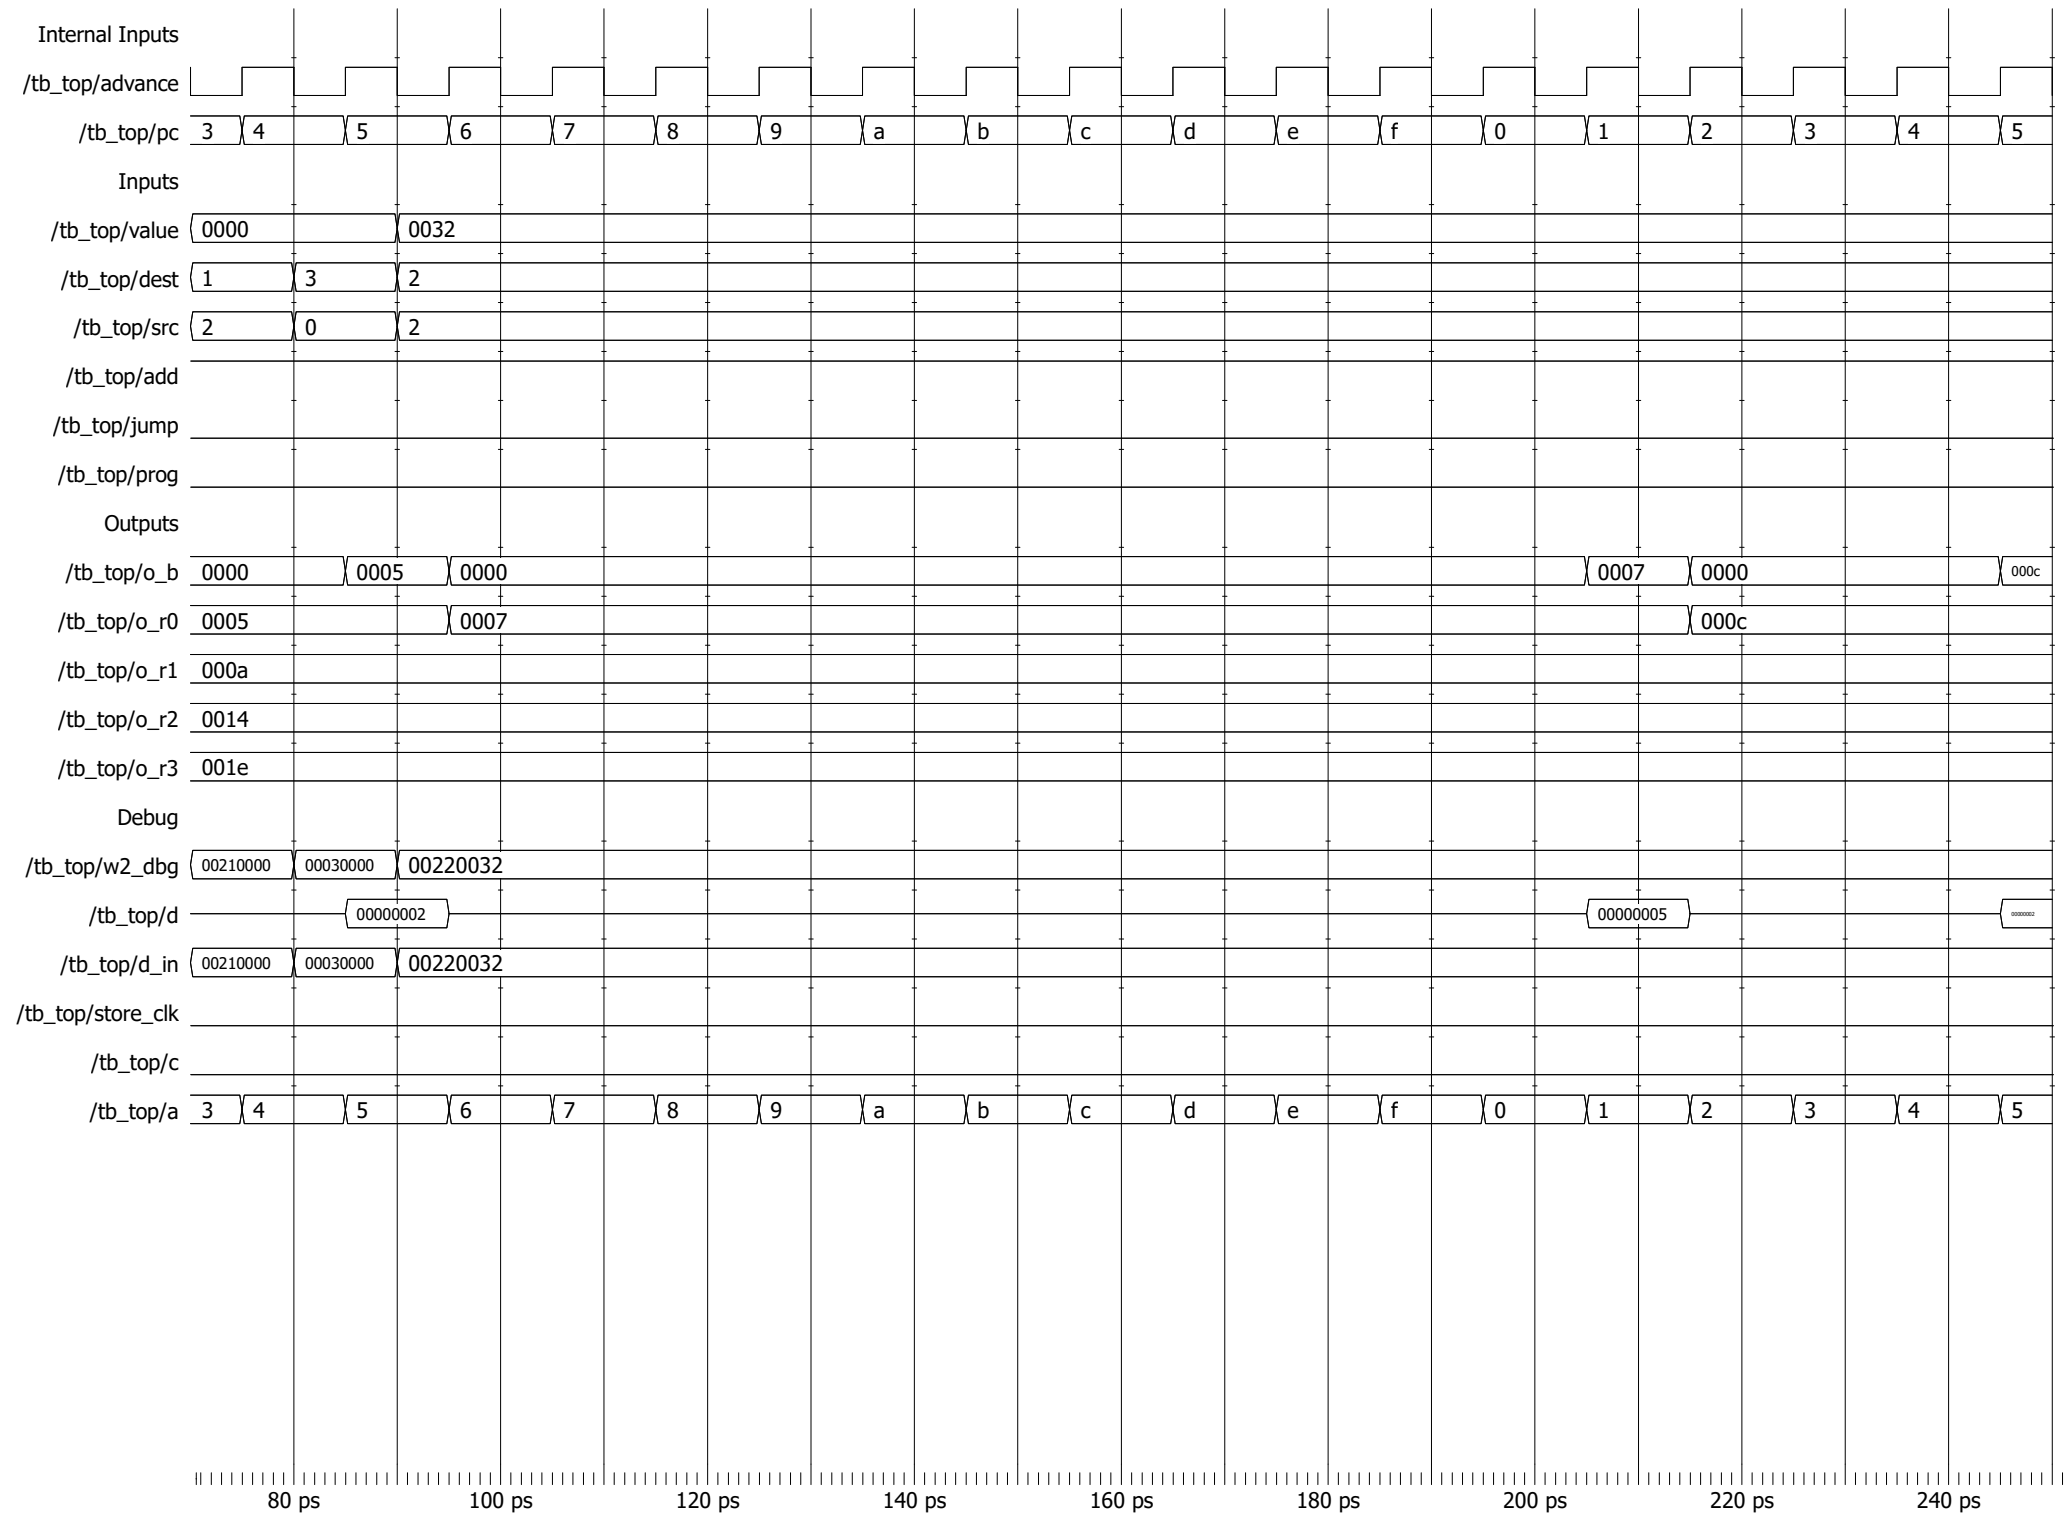 Internal Inputs
/tb_top/advance
/tb_top/pc 3 4 5 6 7 8 9 a b c d e f 0 1 2 3 4 5
Inputs
/tb_top/value 0000 0032
/tb_top/dest 1 3 2
/tb_top/src 2 0 2
/tb_top/add
/tb_top/jump
/tb_top/prog
Outputs
/tb_top/o_b 0000 0005 0000 0007 0000 000c
/tb_top/o_r0 0005 0007 000c
/tb_top/o_r1 000a
/tb_top/o_r2 0014
/tb_top/o_r3 001e
Debug
/tb_top/w2_dbg 00210000 00030000 00220032
/tb_top/d 00000002 00000005 00000002
/tb_top/d_in 00210000 00030000 00220032
/tb_top/store_clk
/tb_top/c
/tb_top/a 3 4 5 6 7 8 9 a b c d e f 0 1 2 3 4 5
80 ps 100 ps 120 ps 140 ps 160 ps 180 ps 200 ps 220 ps 240 ps